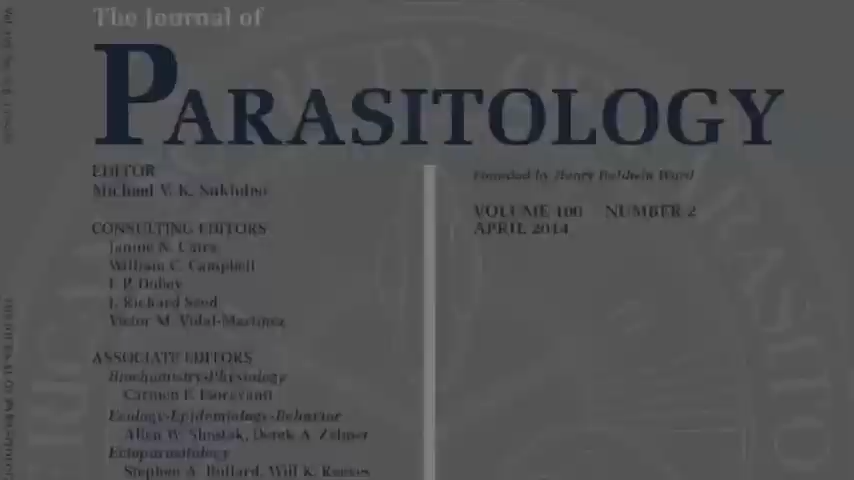 The Journal of
PARASITOLOGY
EDITOR
Michael V. K. Sukhdeo
CONSULTING EDITORS
Janine N. Caira
William C. Campbell
J. P. Dubey
J. Richard Seed
Victor M. Vidal-Martínez
ASSOCIATE EDITORS
Biochemistry-Physiology
Carmen F. Fioravanti
Ecology-Epidemiology-Behavior
Allen W. Shostak, Derek A. Zelmer
Ectoparasitology
Stephen A. Bullard, Will K. Reeves
Founded by Henry Baldwin Ward
VOLUME 100 NUMBER 2
APRIL 2014